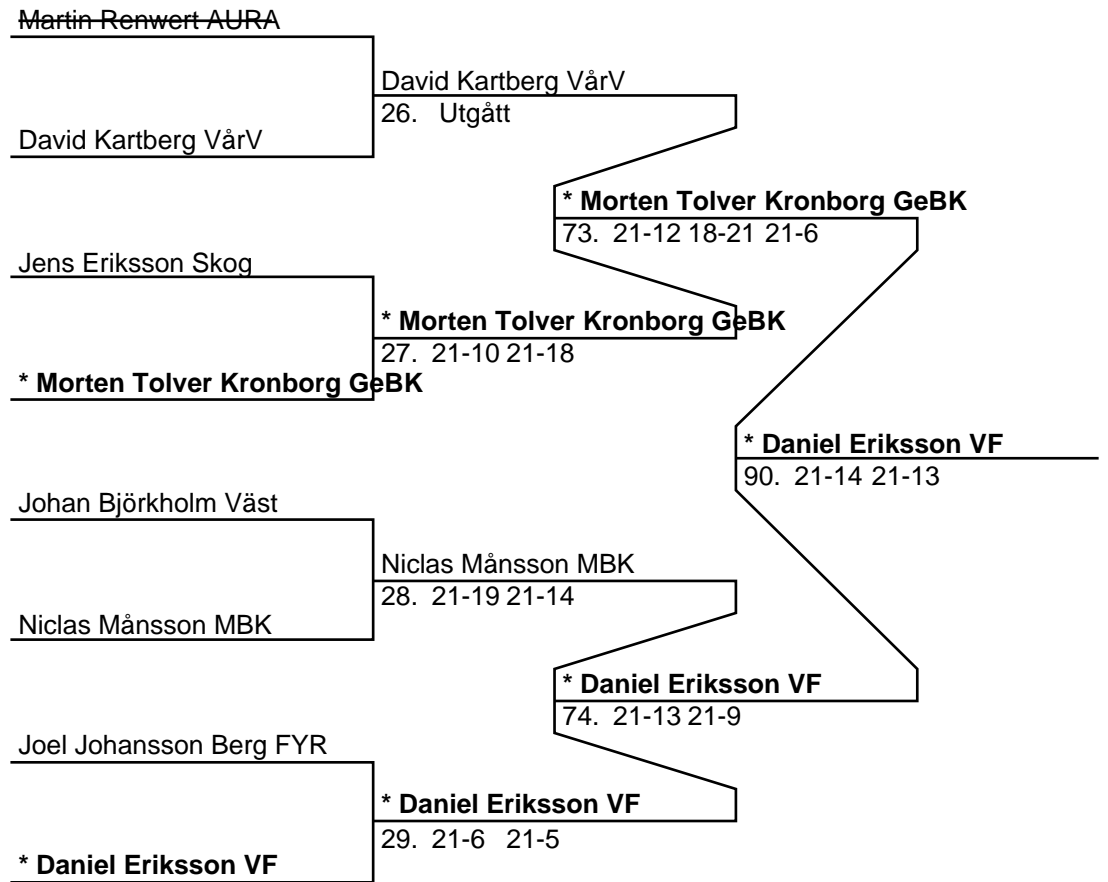 Martin Renwert AURA
David Kartberg VårV
26. Utgått
David Kartberg VårV
* Morten Tolver Kronborg GeBK
73. 21-12 18-21 21-6
Jens Eriksson Skog
* Morten Tolver Kronborg GeBK
27. 21-10 21-18
* Morten Tolver Kronborg GeBK
* Daniel Eriksson VF
90. 21-14 21-13
Johan Björkholm Väst
Niclas Månsson MBK
28. 21-19 21-14
Niclas Månsson MBK
* Daniel Eriksson VF
74. 21-13 21-9
Joel Johansson Berg FYR
* Daniel Eriksson VF
29. 21-6 21-5
* Daniel Eriksson VF